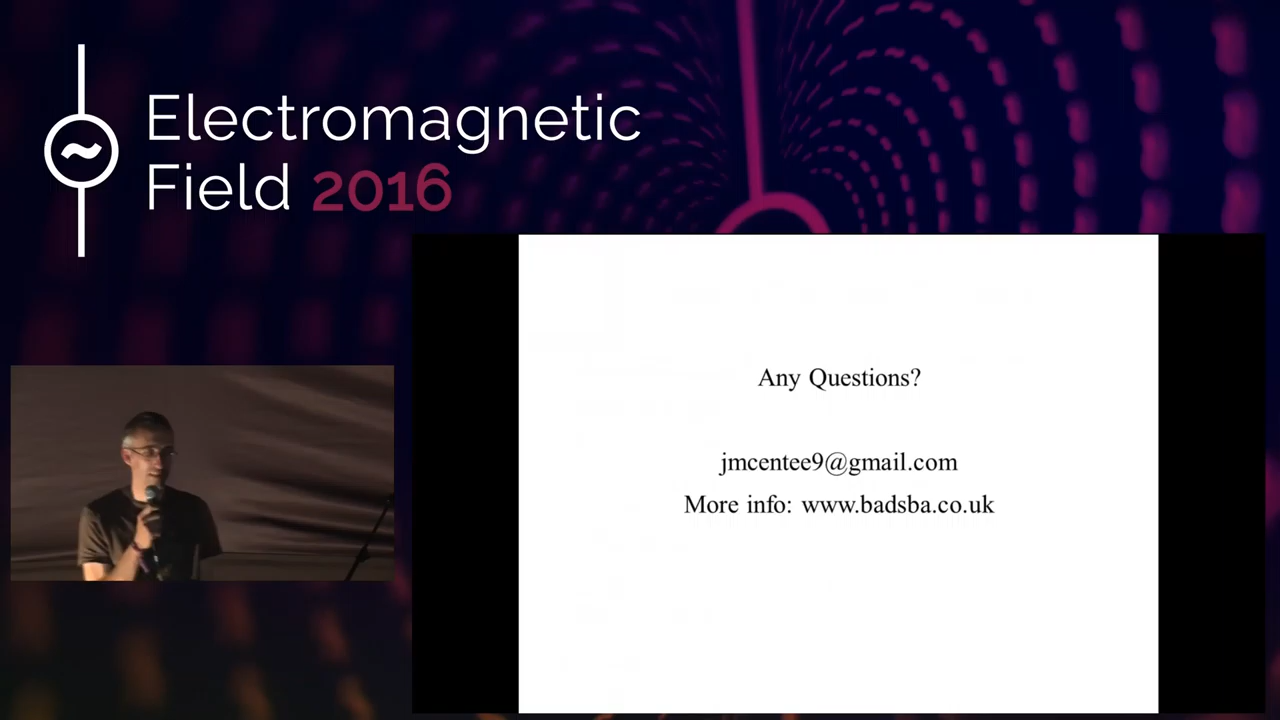 Electromagnetic
Field 2016
Any Questions?
jmcentee9@gmail.com
More info: www.badsba.co.uk